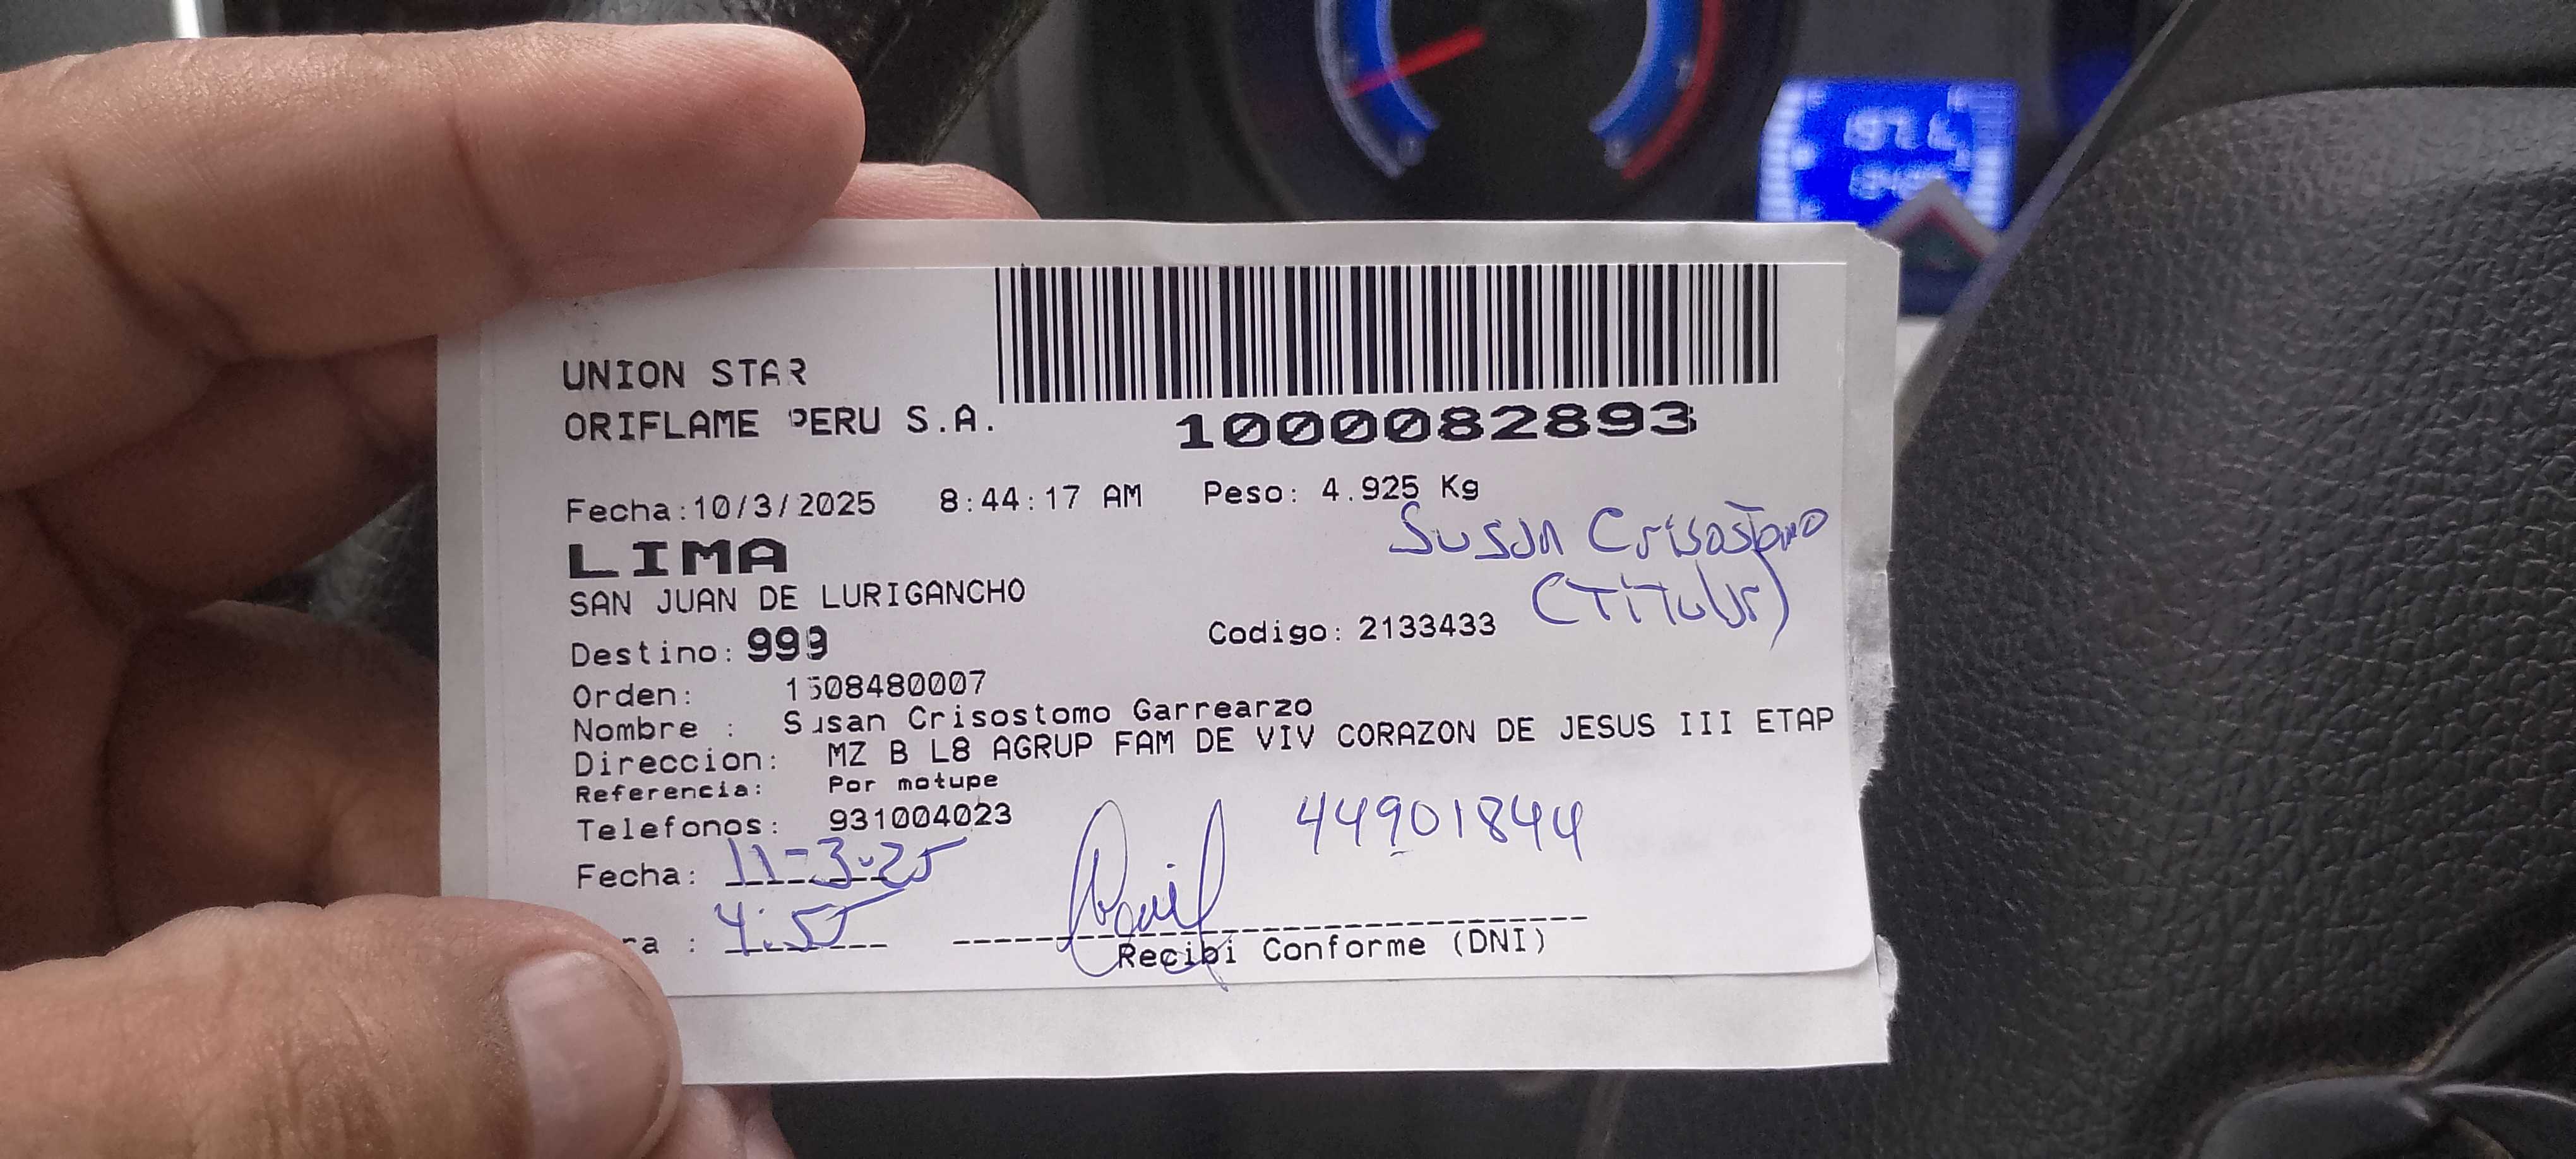 UNION STAR
ORIFLAME PERU S.A.
1000082893
Fecha:10/3/2025 8:44:17 AM Peso: 4.925 Kg
Susan Crisostomo
(Titular)
LIMA
SAN JUAN DE LURIGANCHO
Destino: 999 Codigo: 2133433
Orden: 1508480007
Nombre : Susan Crisostomo Garrearzo
Direccion: MZ B L8 AGRUP FAM DE VIV CORAZON DE JESUS III ETAP
Referencia: Por motupe
Telefonos: 931004023
44901844
Fecha: 11-3-25
ra : 4:55
Recibi Conforme (DNI)